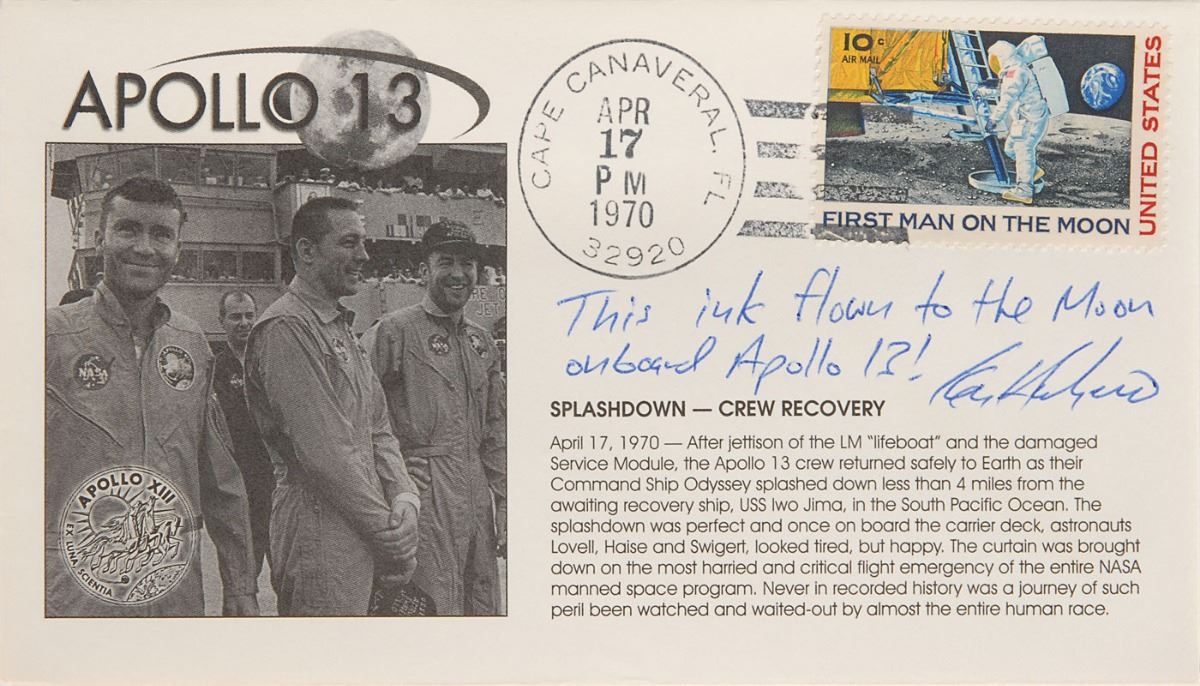 APOLLO 13
CAPE CANAVERAL, FL
APR
17
PM
1970
32920
10c
AIR MAIL
UNITED STATES
FIRST MAN ON THE MOON
NASA
APOLLO XIII
EX LUNA, SCIENTIA
This ink flown to the Moon
onboard Apollo 13!
SPLASHDOWN — CREW RECOVERY
April 17, 1970 — After jettison of the LM "lifeboat" and the damaged
Service Module, the Apollo 13 crew returned safely to Earth as their
Command Ship Odyssey splashed down less than 4 miles from the
awaiting recovery ship, USS Iwo Jima, in the South Pacific Ocean. The
splashdown was perfect and once on board the carrier deck, astronauts
Lovell, Haise and Swigert, looked tired, but happy. The curtain was brought
down on the most harried and critical flight emergency of the entire NASA
manned space program. Never in recorded history was a journey of such
peril been watched and waited-out by almost the entire human race.